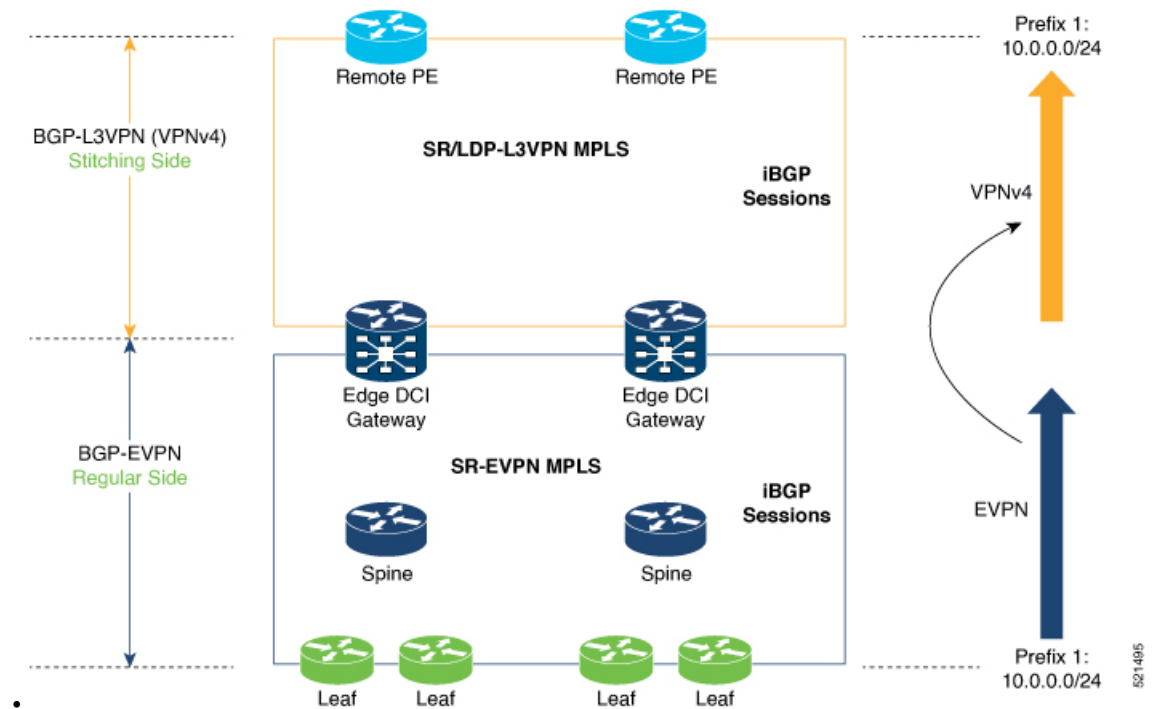 Prefix 1:
10.0.0.0/24
Remote PE
Remote PE
BGP-L3VPN (VPNv4)
Stitching Side
SR/LDP-L3VPN MPLS
iBGP
Sessions
VPNv4
Edge DCI
Gateway
Edge DCI
Gateway
BGP-EVPN
Regular Side
SR-EVPN MPLS
iBGP
Sessions
EVPN
Spine
Spine
Prefix 1:
10.0.0.0/24
Leaf
Leaf
Leaf
Leaf
521495